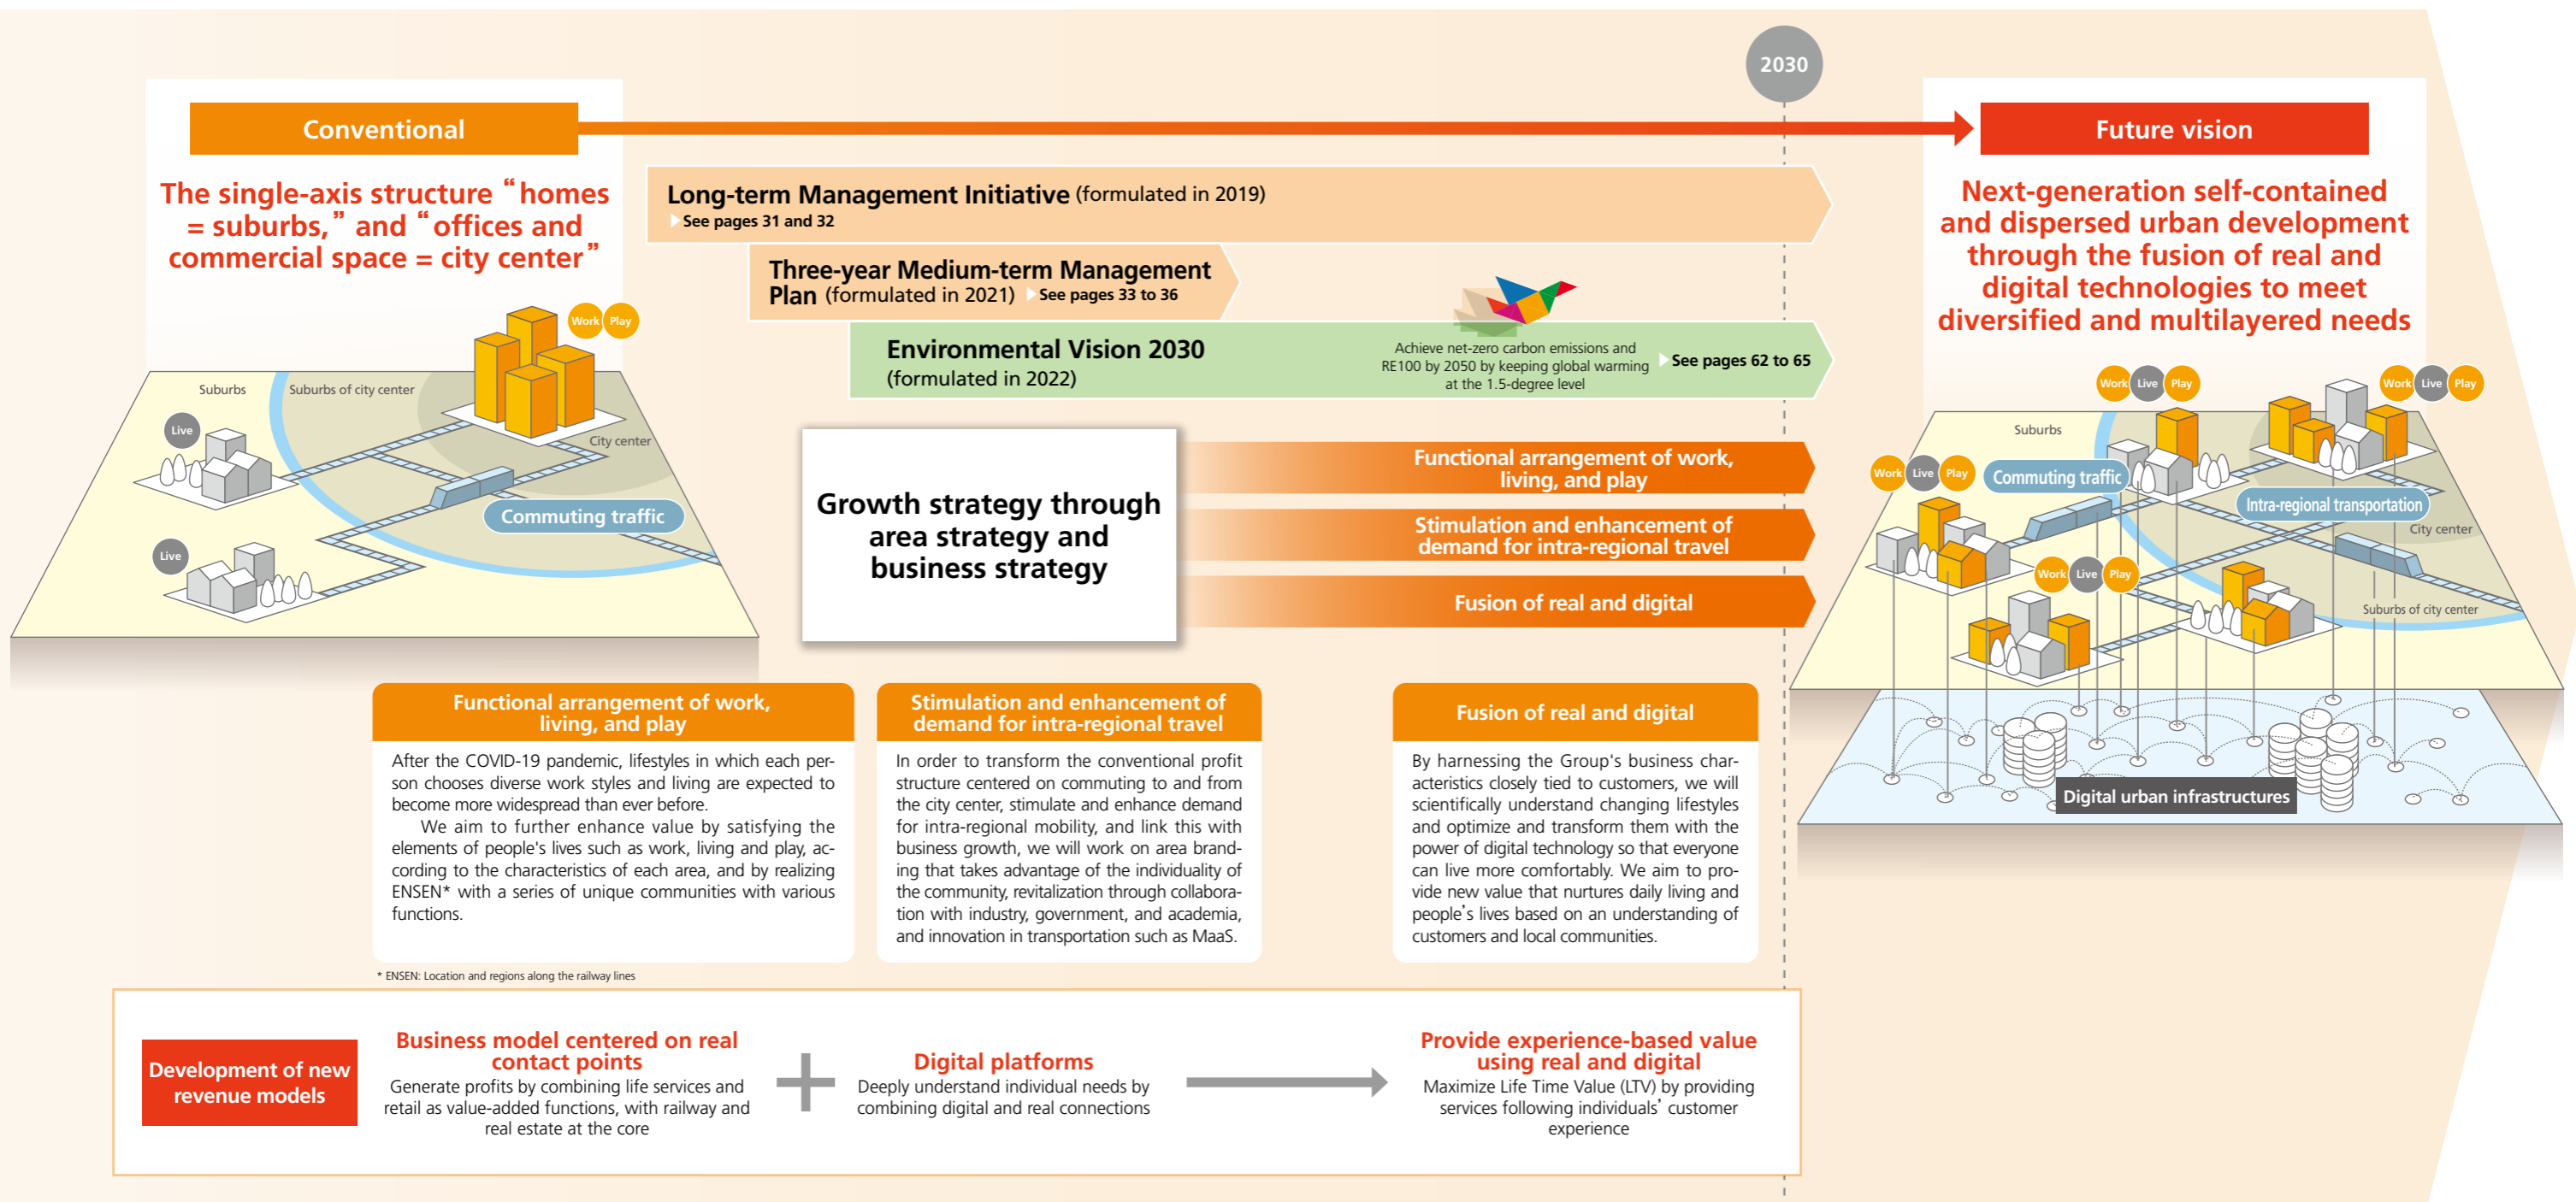 2030
Conventional
Future vision
The single-axis structure “homes
= suburbs,” and “offices and
commercial space = city center”
Long-term Management Initiative (formulated in 2019)
See pages 31 and 32
Three-year Medium-term Management
Plan (formulated in 2021) See pages 33 to 36
Environmental Vision 2030
(formulated in 2022)
Achieve net-zero carbon emissions and
RE100 by 2050 by keeping global warming
at the 1.5-degree level
See pages 62 to 65
Next-generation self-contained
and dispersed urban development
through the fusion of real and
digital technologies to meet
diversified and multilayered needs
Work Play
Suburbs
Suburbs of city center
City center
Live
Commuting traffic
Live
Growth strategy through
area strategy and
business strategy
Functional arrangement of work,
living, and play
Stimulation and enhancement of
demand for intra-regional travel
Fusion of real and digital
Work Live Play
Work Live Play
Suburbs
Work Live Play
Commuting traffic
Intra-regional transportation
City center
Work Live Play
Suburbs of city center
Digital urban infrastructures
Functional arrangement of work,
living, and play
After the COVID-19 pandemic, lifestyles in which each per-
son chooses diverse work styles and living are expected to
become more widespread than ever before.
We aim to further enhance value by satisfying the
elements of people's lives such as work, living and play, ac-
cording to the characteristics of each area, and by realizing
ENSEN* with a series of unique communities with various
functions.
* ENSEN: Location and regions along the railway lines
Stimulation and enhancement of
demand for intra-regional travel
In order to transform the conventional profit
structure centered on commuting to and from
the city center, stimulate and enhance demand
for intra-regional mobility, and link this with
business growth, we will work on area brand-
ing that takes advantage of the individuality of
the community, revitalization through collabora-
tion with industry, government, and academia,
and innovation in transportation such as MaaS.
Fusion of real and digital
By harnessing the Group's business char-
acteristics closely tied to customers, we will
scientifically understand changing lifestyles
and optimize and transform them with the
power of digital technology so that everyone
can live more comfortably. We aim to pro-
vide new value that nurtures daily living and
people’s lives based on an understanding of
customers and local communities.
Development of new
revenue models
Business model centered on real
contact points
Generate profits by combining life services and
retail as value-added functions, with railway and
real estate at the core
Digital platforms
Deeply understand individual needs by
combining digital and real connections
Provide experience-based value
using real and digital
Maximize Life Time Value (LTV) by providing
services following individuals’ customer
experience